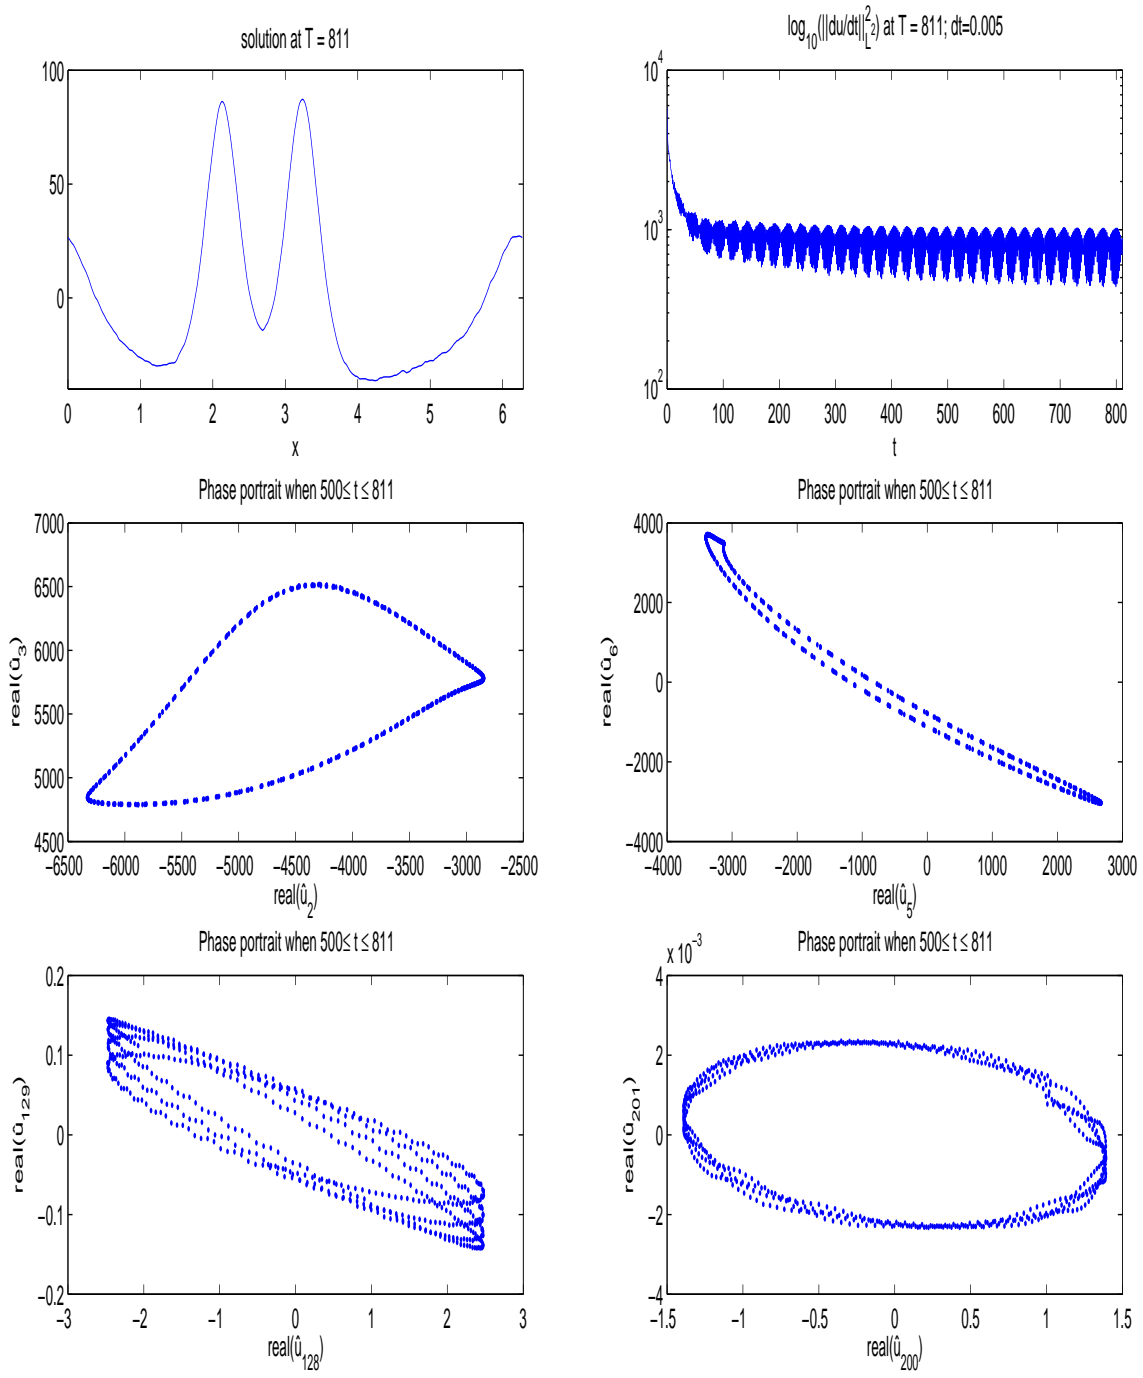 solution at T = 811
100
50
0
0 1 2 3 4 5 6
x
log10(||du/dt||²L²) at T = 811; dt=0.005
10^4
10^3
10^2
0 100 200 300 400 500 600 700 800
t
Phase portrait when 500≤ t ≤ 811
7000
6500
6000
5500
5000
4500
real(û3)
−6500 −6000 −5500 −5000 −4500 −4000 −3500 −3000 −2500
real(û2)
Phase portrait when 500≤ t ≤ 811
4000
2000
0
−2000
−4000
real(û6)
−4000 −3000 −2000 −1000 0 1000 2000 3000
real(û5)
Phase portrait when 500≤ t ≤ 811
0.2
0.1
0
−0.1
−0.2
real(û129)
−3 −2 −1 0 1 2 3
real(û128)
x 10^−3
Phase portrait when 500≤ t ≤ 811
4
2
0
−2
−4
real(û201)
−1.5 −1 −0.5 0 0.5 1 1.5
real(û200)